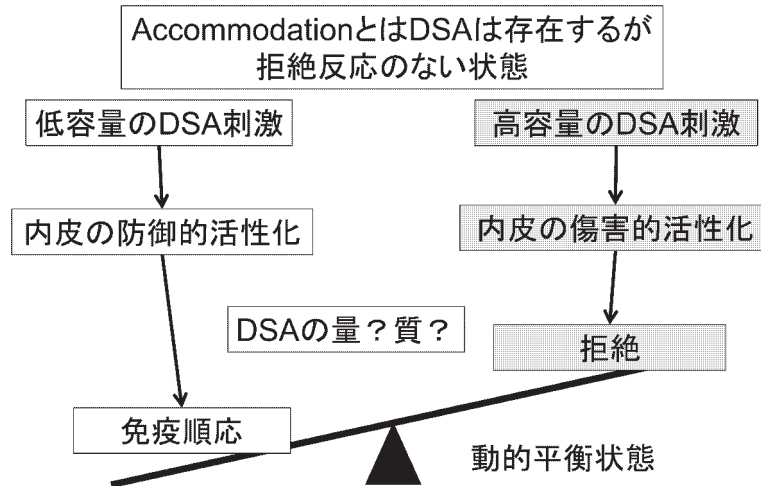 AccommodationとはDSAは存在するが
拒絶反応のない状態
低容量のDSA刺激
高容量のDSA刺激
内皮の防御的活性化
内皮の傷害的活性化
DSAの量？質？
拒絶
免疫順応
動的平衡状態